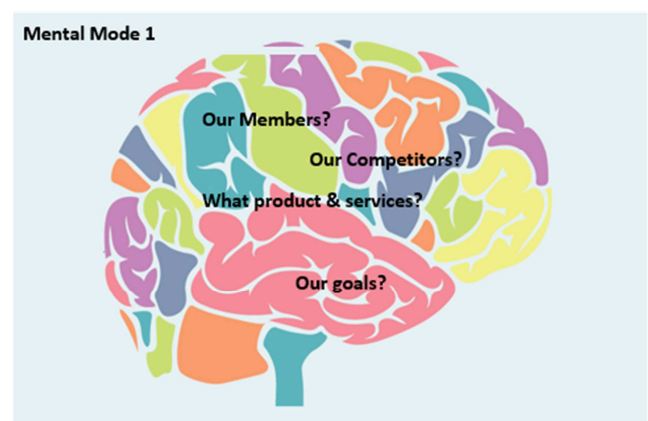 Mental Mode 1
Our Members?
Our Competitors?
What product & services?
Our goals?